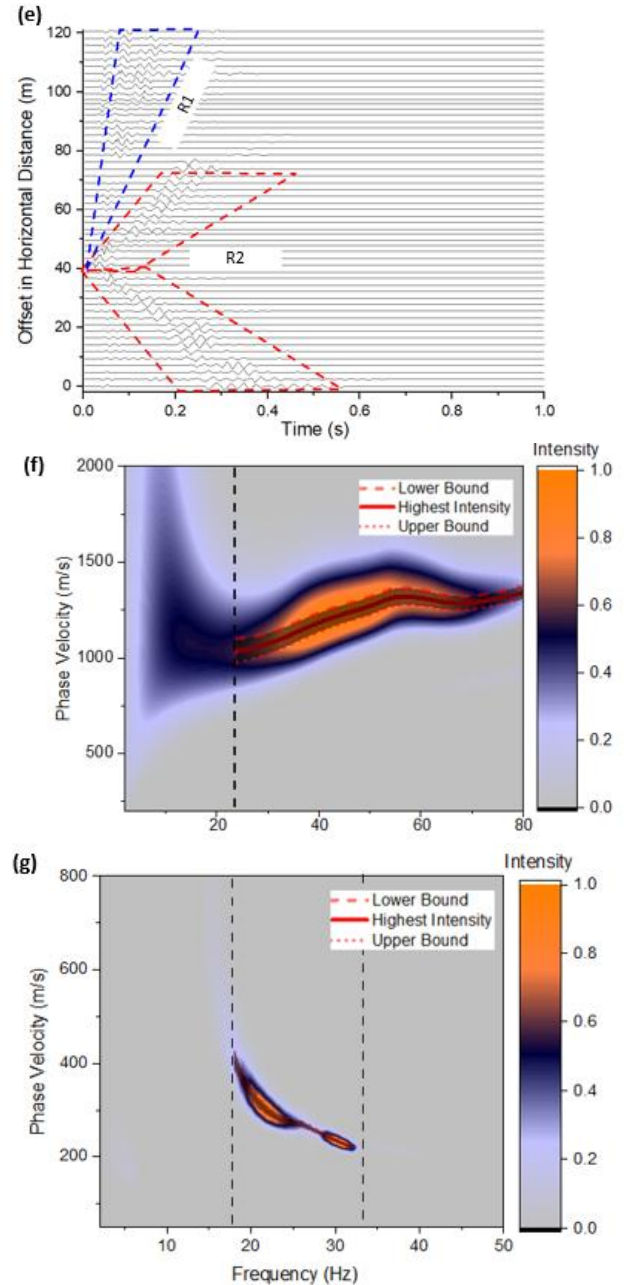 (e)
120
100
80
60
40
20
0
Offset in Horizontal Distance (m)
R1
R2
0.0 0.2 0.4 0.6 0.8 1.0
Time (s)
(f)
Intensity
2000
1500
1000
500
Phase Velocity (m/s)
Lower Bound
Highest Intensity
Upper Bound
1.0
0.8
0.6
0.4
0.2
0.0
20 40 60 80
(g)
Intensity
800
600
400
200
Phase Velocity (m/s)
Lower Bound
Highest Intensity
Upper Bound
1.0
0.8
0.6
0.4
0.2
0.0
10 20 30 40 50
Frequency (Hz)